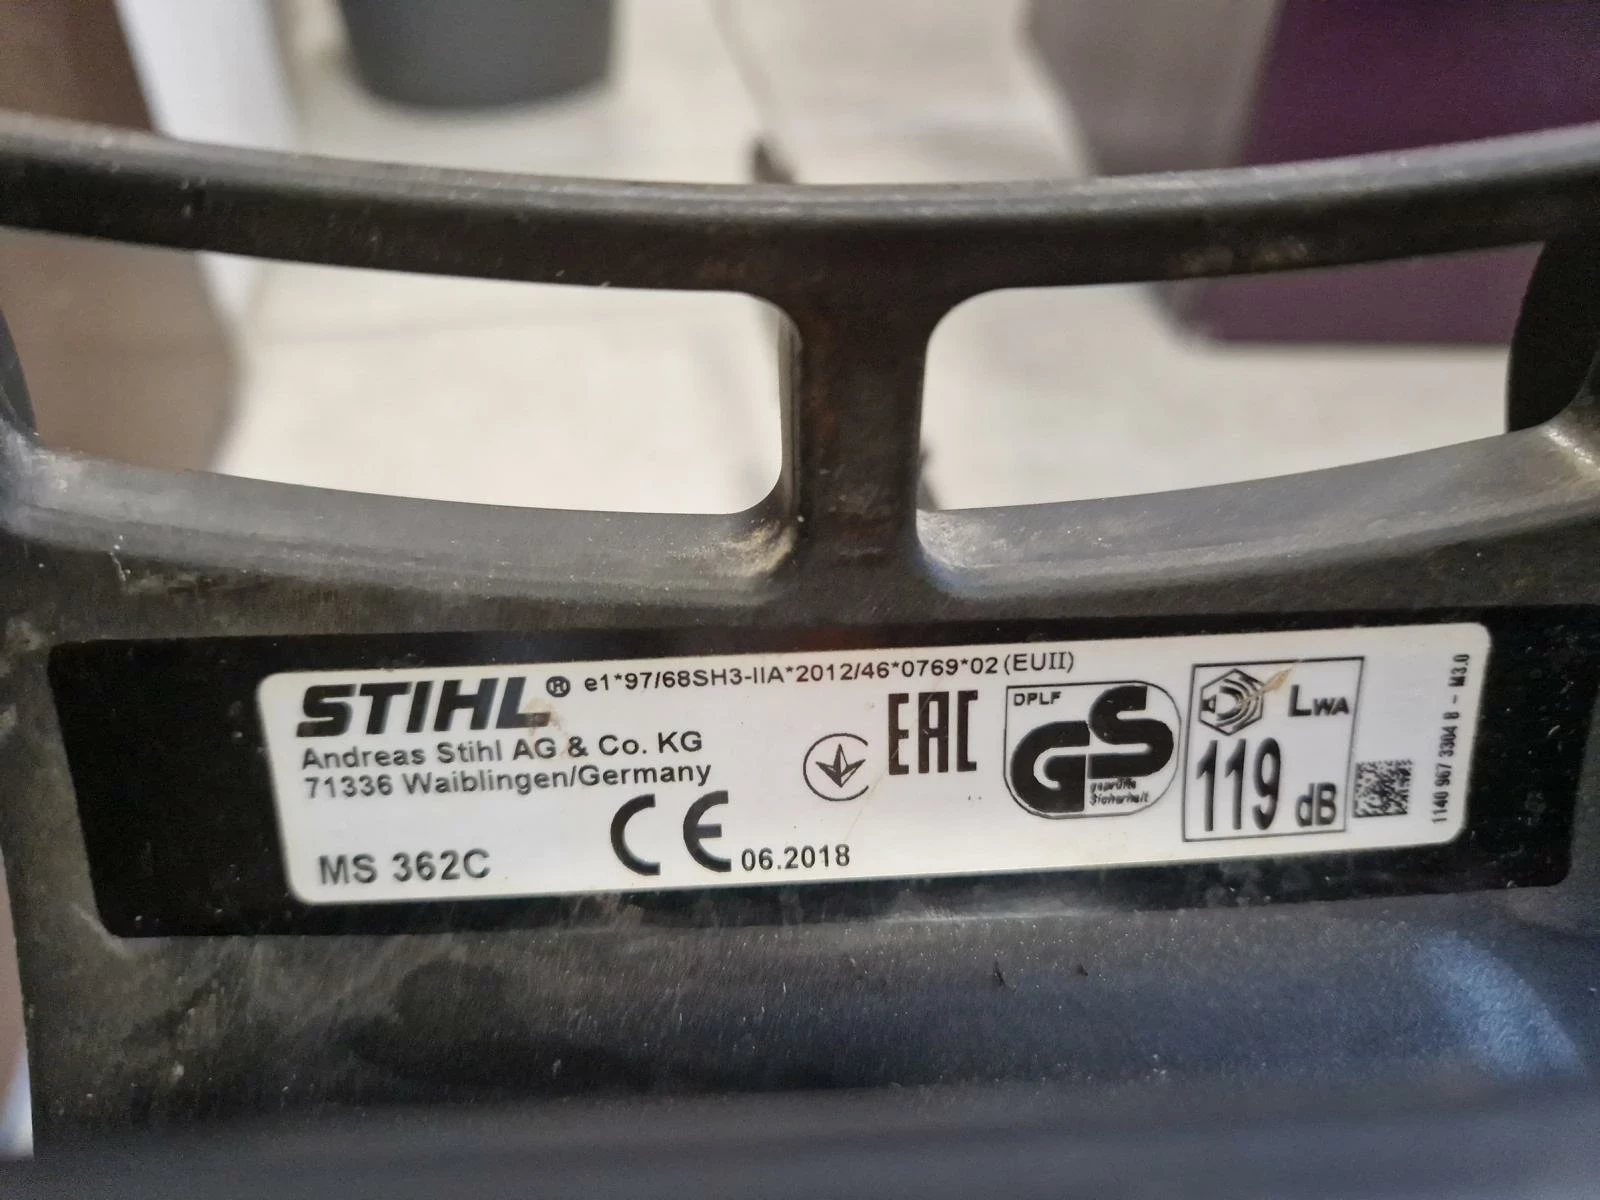 STIHL® e1*97/68SH3-IIA*2012/46*0769*02 (EUII)
Andreas Stihl AG & Co. KG
71336 Waiblingen/Germany
MS 362C
CE 06.2018
EAC
DPLF
GS
geprüfte
Sicherheit
LWA
119 dB
1140 967 3304 B - M3.0